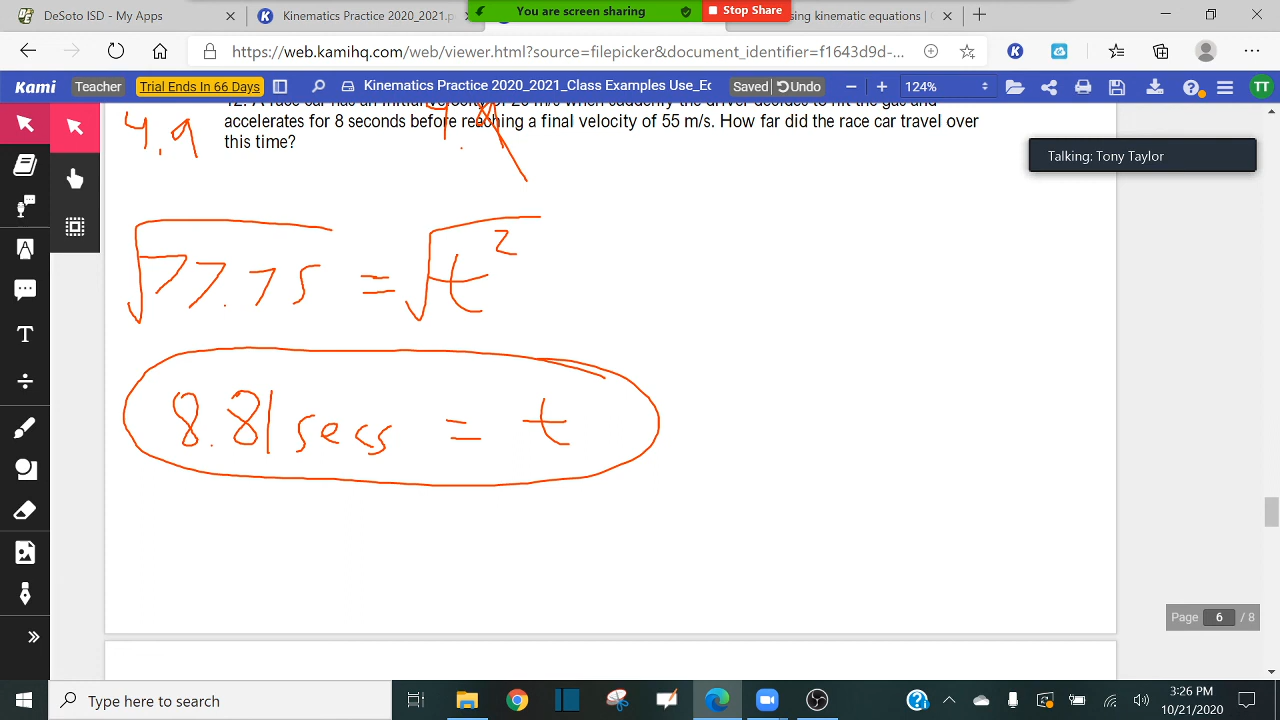 DeSoto ISD - My Apps
Kinematics Practice 2020_2021.p
You are screen sharing
Stop Share
sing kinematic equations (
https://web.kamihq.com/web/viewer.html?source=filepicker&document_identifier=f1643d9d-...
Kami
Teacher
Trial Ends In 66 Days
Kinematics Practice 2020_2021_Class Examples Use_Ec
Saved
Undo
124%
TT
accelerates for 8 seconds before reaching a final velocity of 55 m/s. How far did the race car travel over
this time?
4.9
4.9
Talking: Tony Taylor
√77.75 = √t²
8.81 secs = t
Page 6 / 8
Type here to search
3:26 PM
10/21/2020